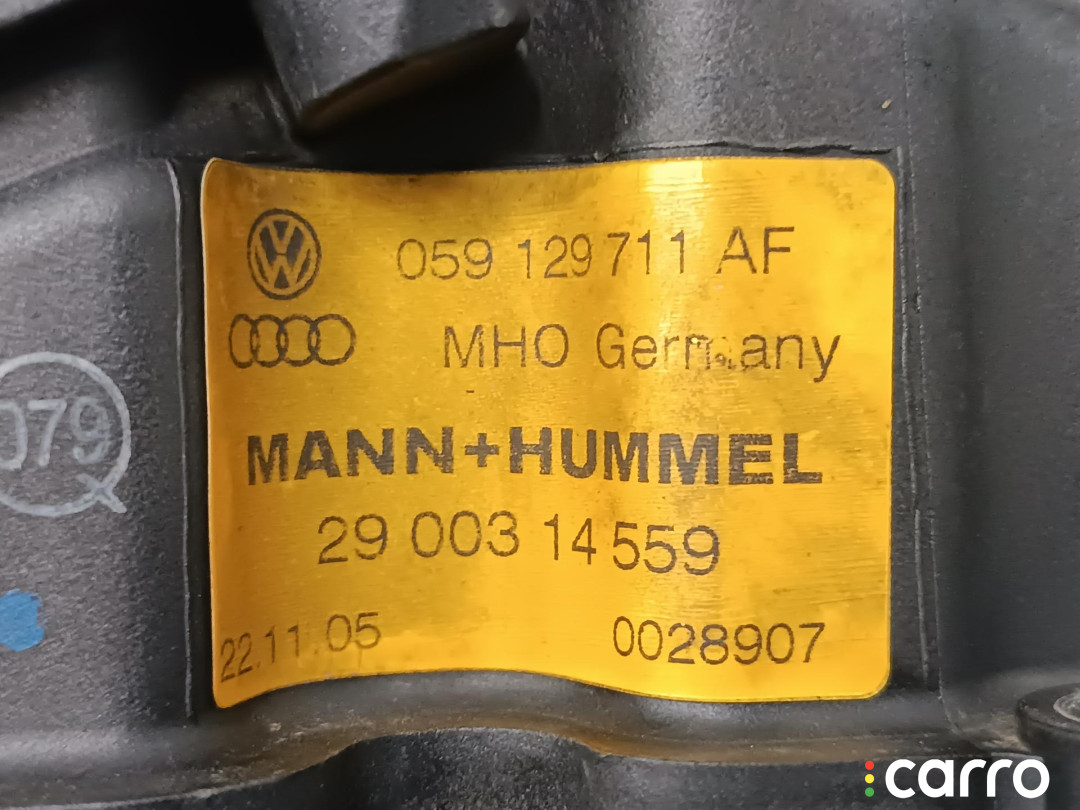 059 129 711 AF
MHO Germany
MANN+HUMMEL
29 003 14 559
22.11.05 0028907
079
carro